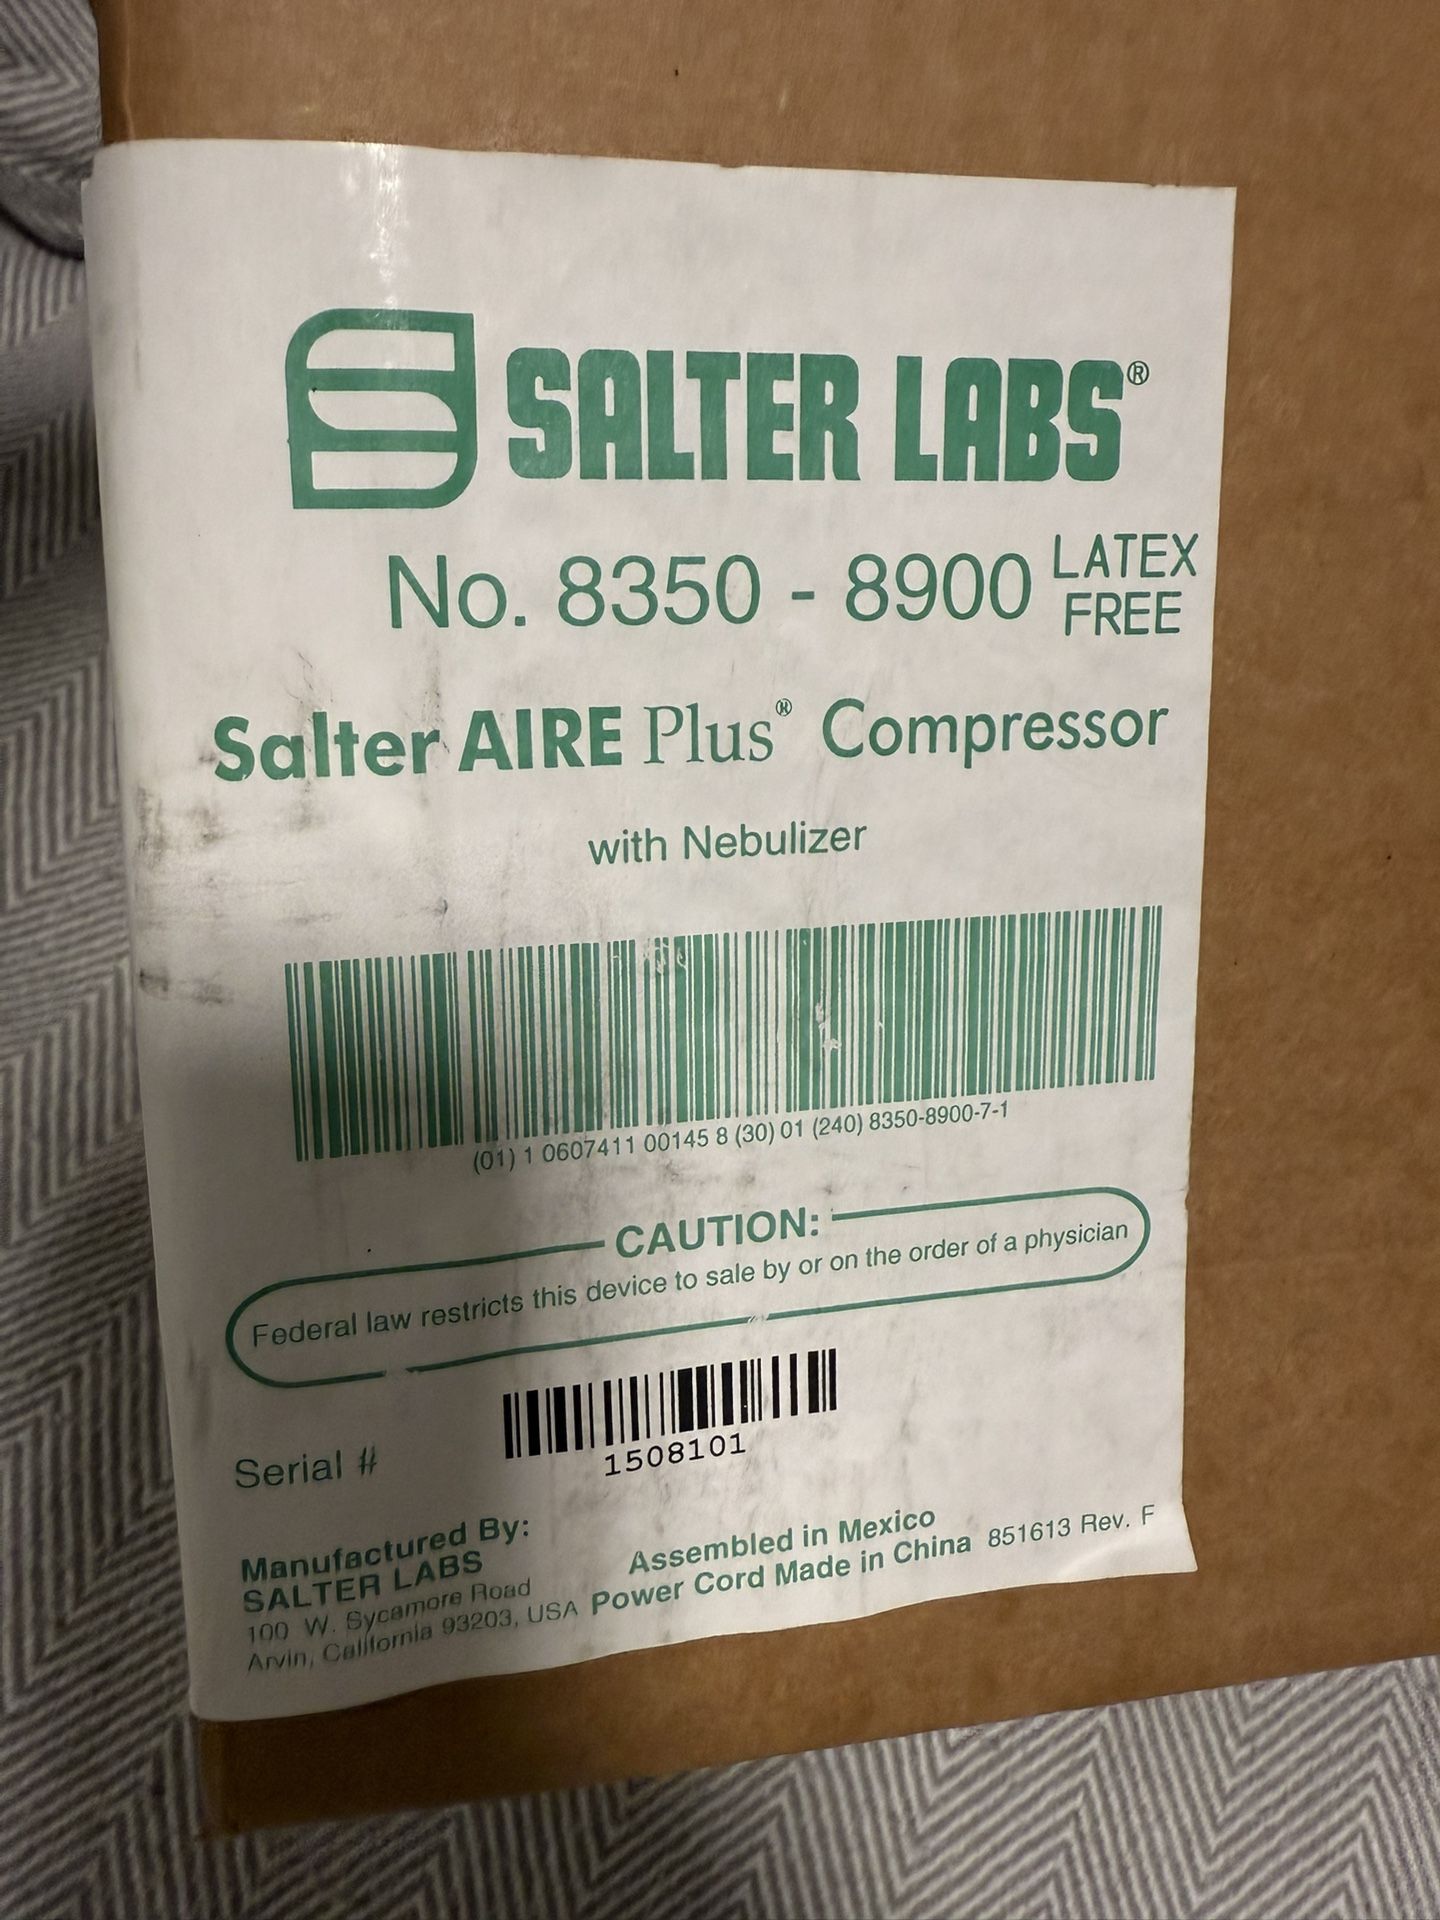 SALTER LABS®
No. 8350 - 8900 LATEX FREE
Salter AIRE Plus® Compressor
with Nebulizer
(01) 1 0607411 00145 8 (30) 01 (240) 8350-8900-7-1
CAUTION:
Federal law restricts this device to sale by or on the order of a physician
Serial #
1508101
Manufactured By:
SALTER LABS
100 W. Sycamore Road
Arvin, California 93203, USA
Assembled in Mexico
Power Cord Made in China 851613 Rev. F